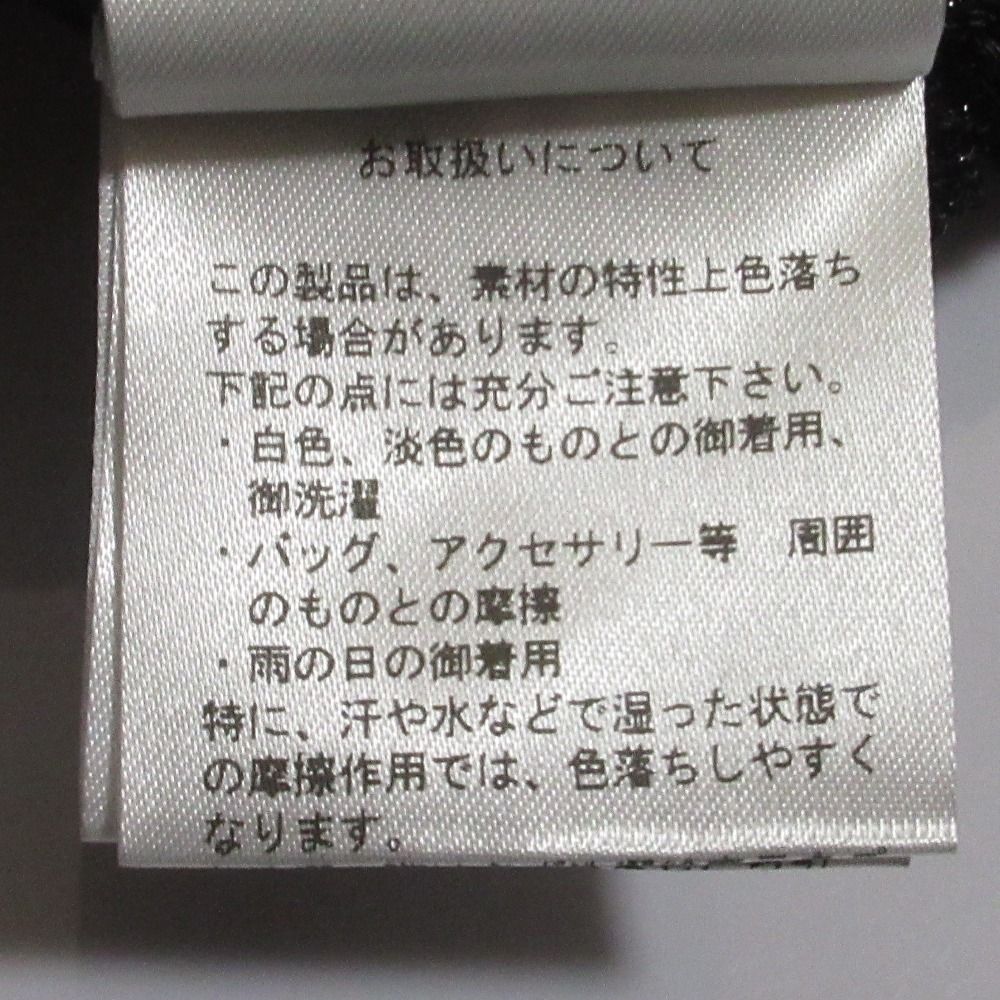 お取扱いについて
この製品は、素材の特性上色落ち
する場合があります。
下記の点には充分ご注意下さい。
・白色、淡色のものとの御着用、
御洗濯
・バッグ、アクセサリー等　周囲
のものとの摩擦
・雨の日の御着用
特に、汗や水などで湿った状態で
の摩擦作用では、色落ちしやすく
なります。